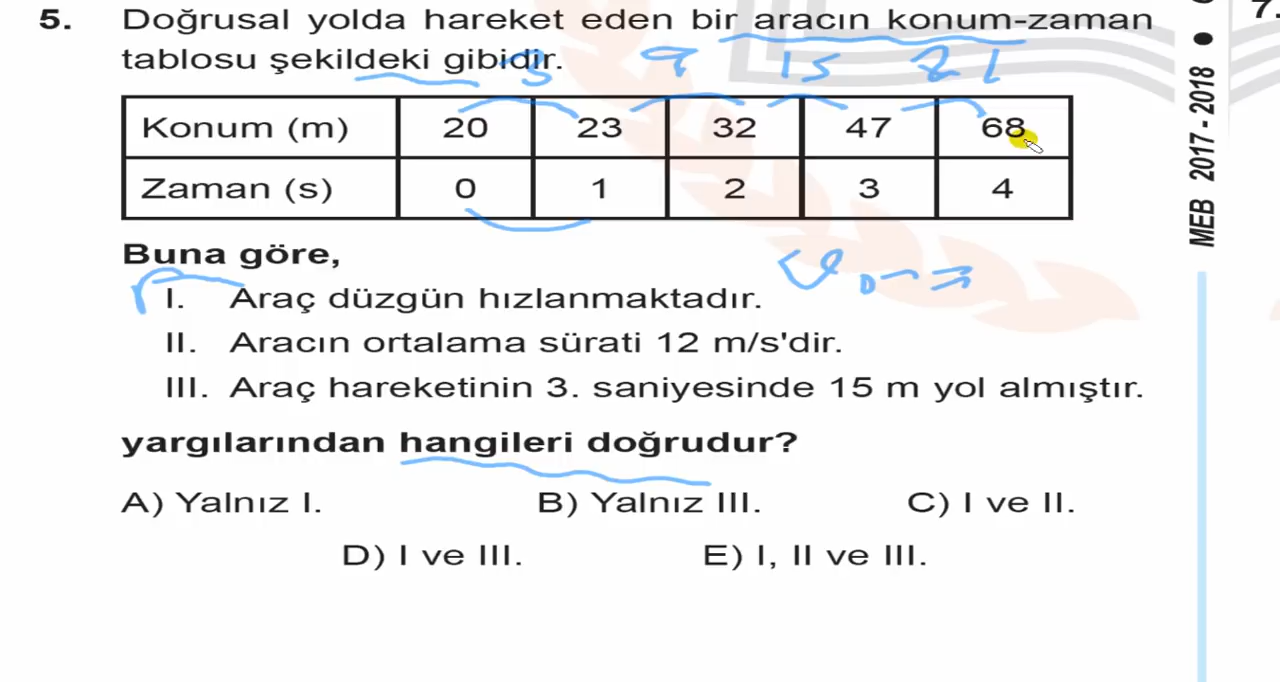 5. Doğrusal yolda hareket eden bir aracın konum-zaman
tablosu şekildeki gibidir.
3 9 15 21
Konum (m) 20 23 32 47 68
Zaman (s) 0 1 2 3 4
Buna göre,
I. Araç düzgün hızlanmaktadır.
II. Aracın ortalama sürati 12 m/s'dir.
III. Araç hareketinin 3. saniyesinde 15 m yol almıştır.
yargılarından hangileri doğrudur?
A) Yalnız I. B) Yalnız III. C) I ve II.
D) I ve III. E) I, II ve III.
MEB 2017 - 2018
7.